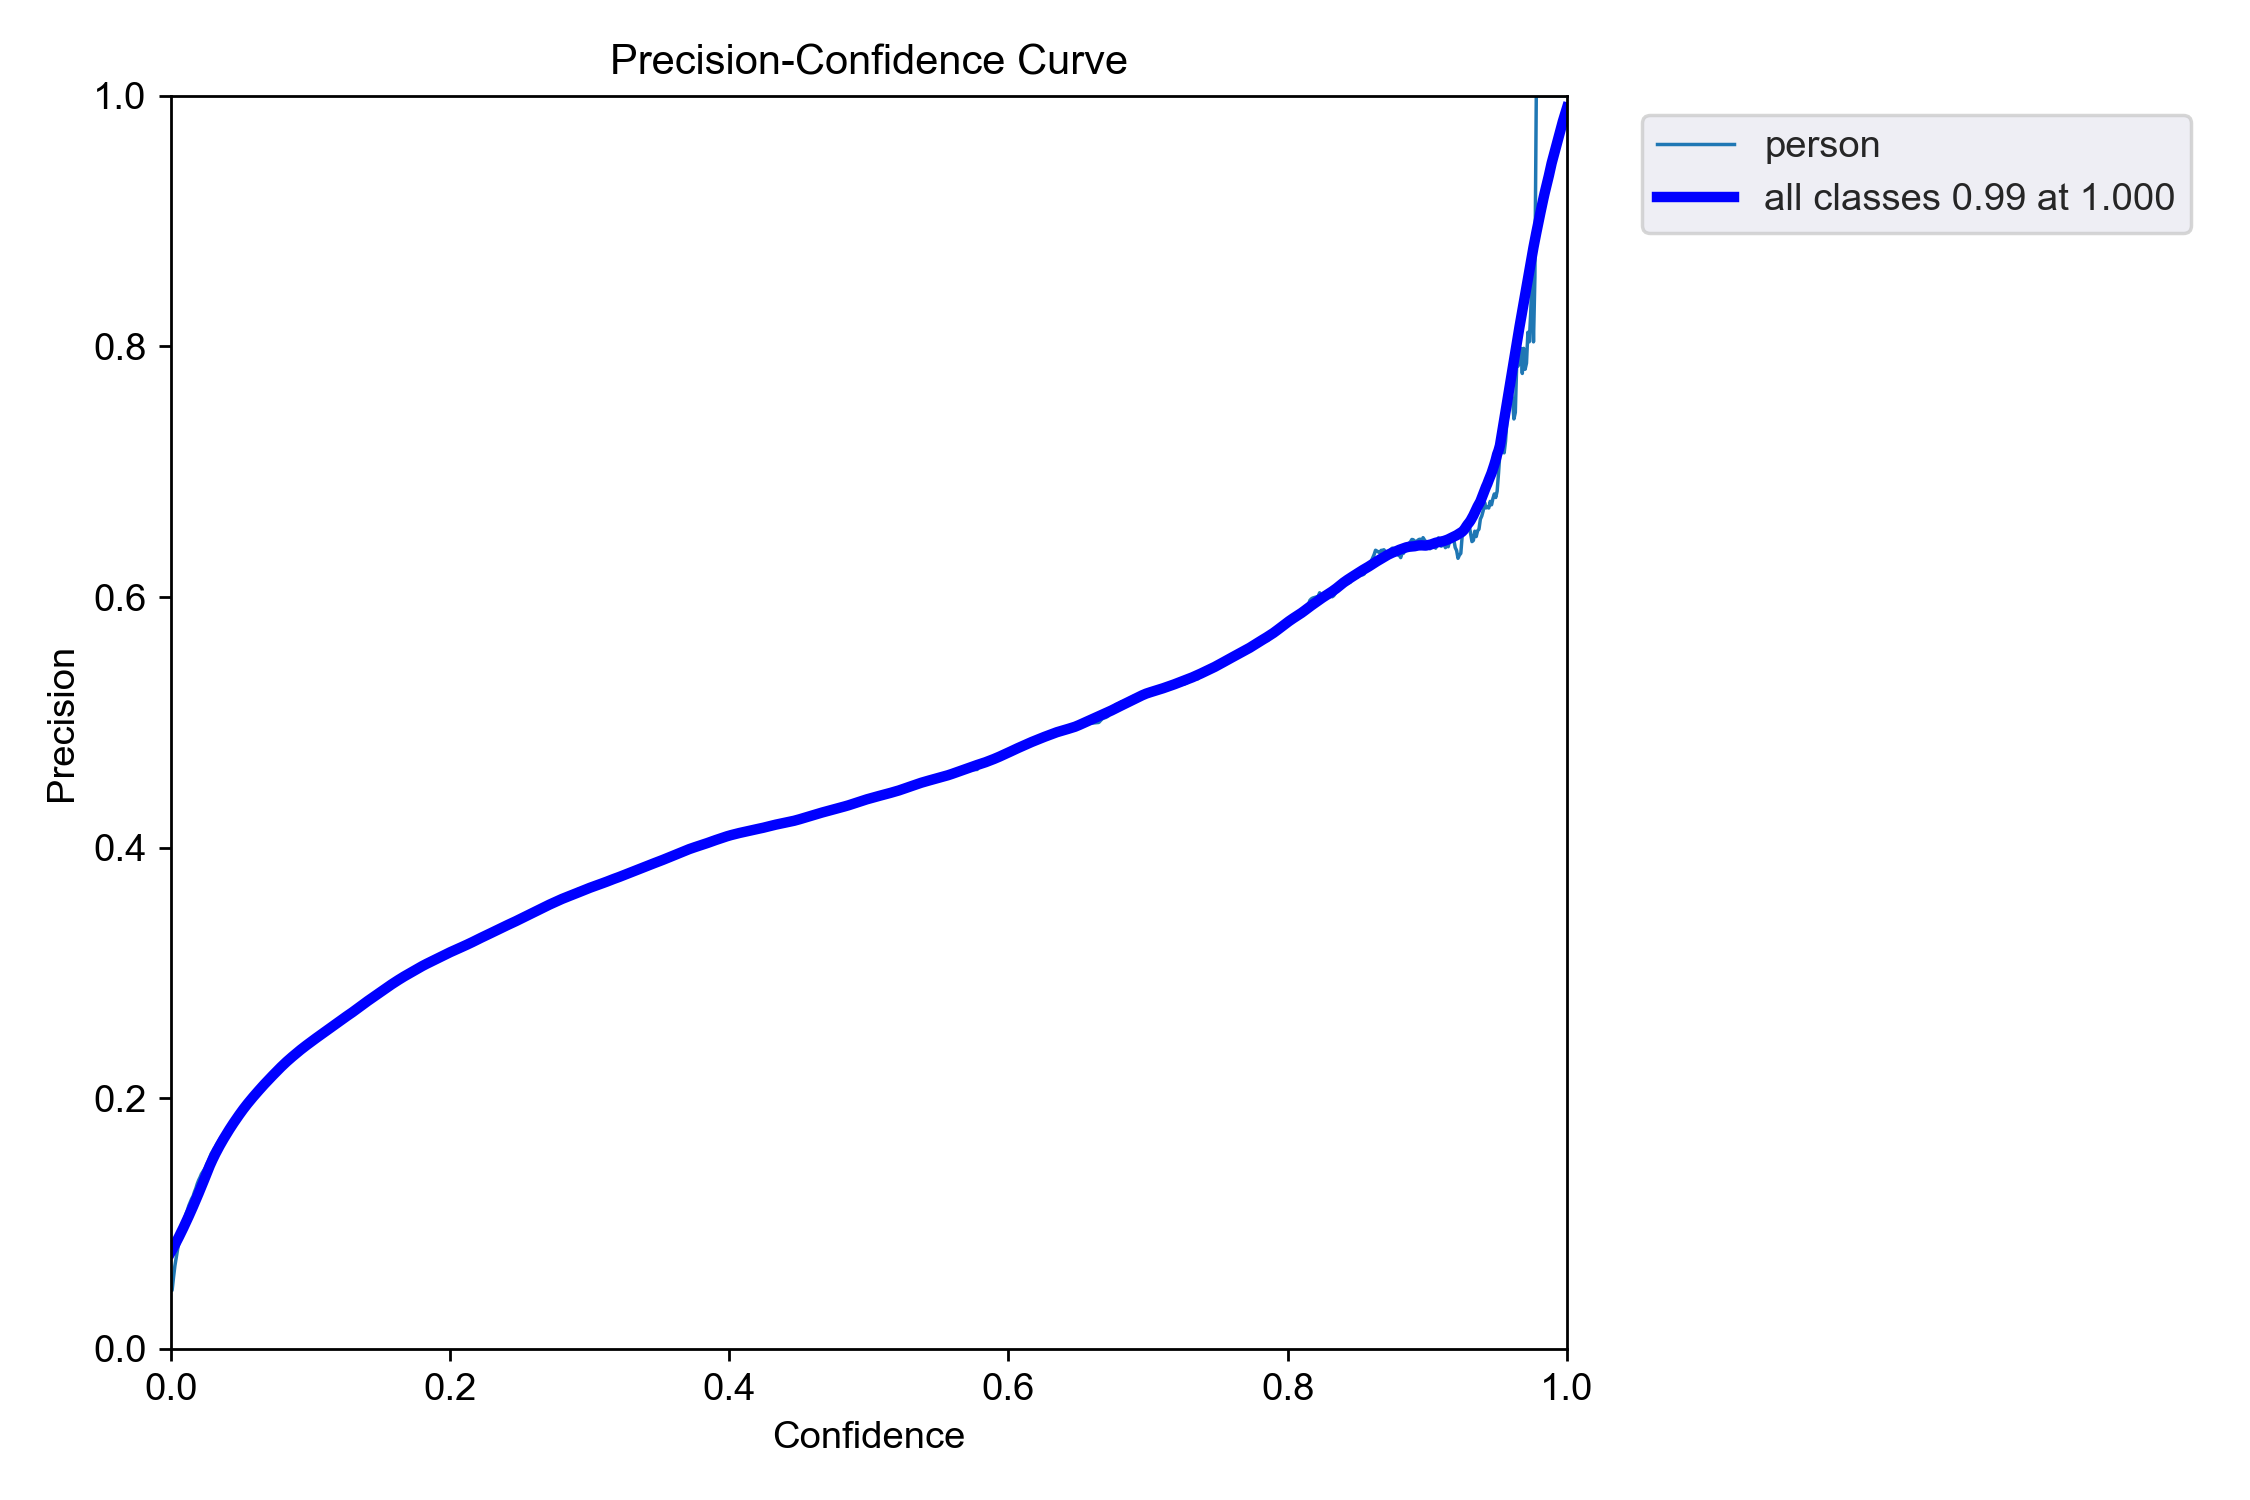 Precision-Confidence Curve
1.0
0.8
0.6
0.4
0.2
0.0
Precision
0.0 0.2 0.4 0.6 0.8 1.0
Confidence
person
all classes 0.99 at 1.000